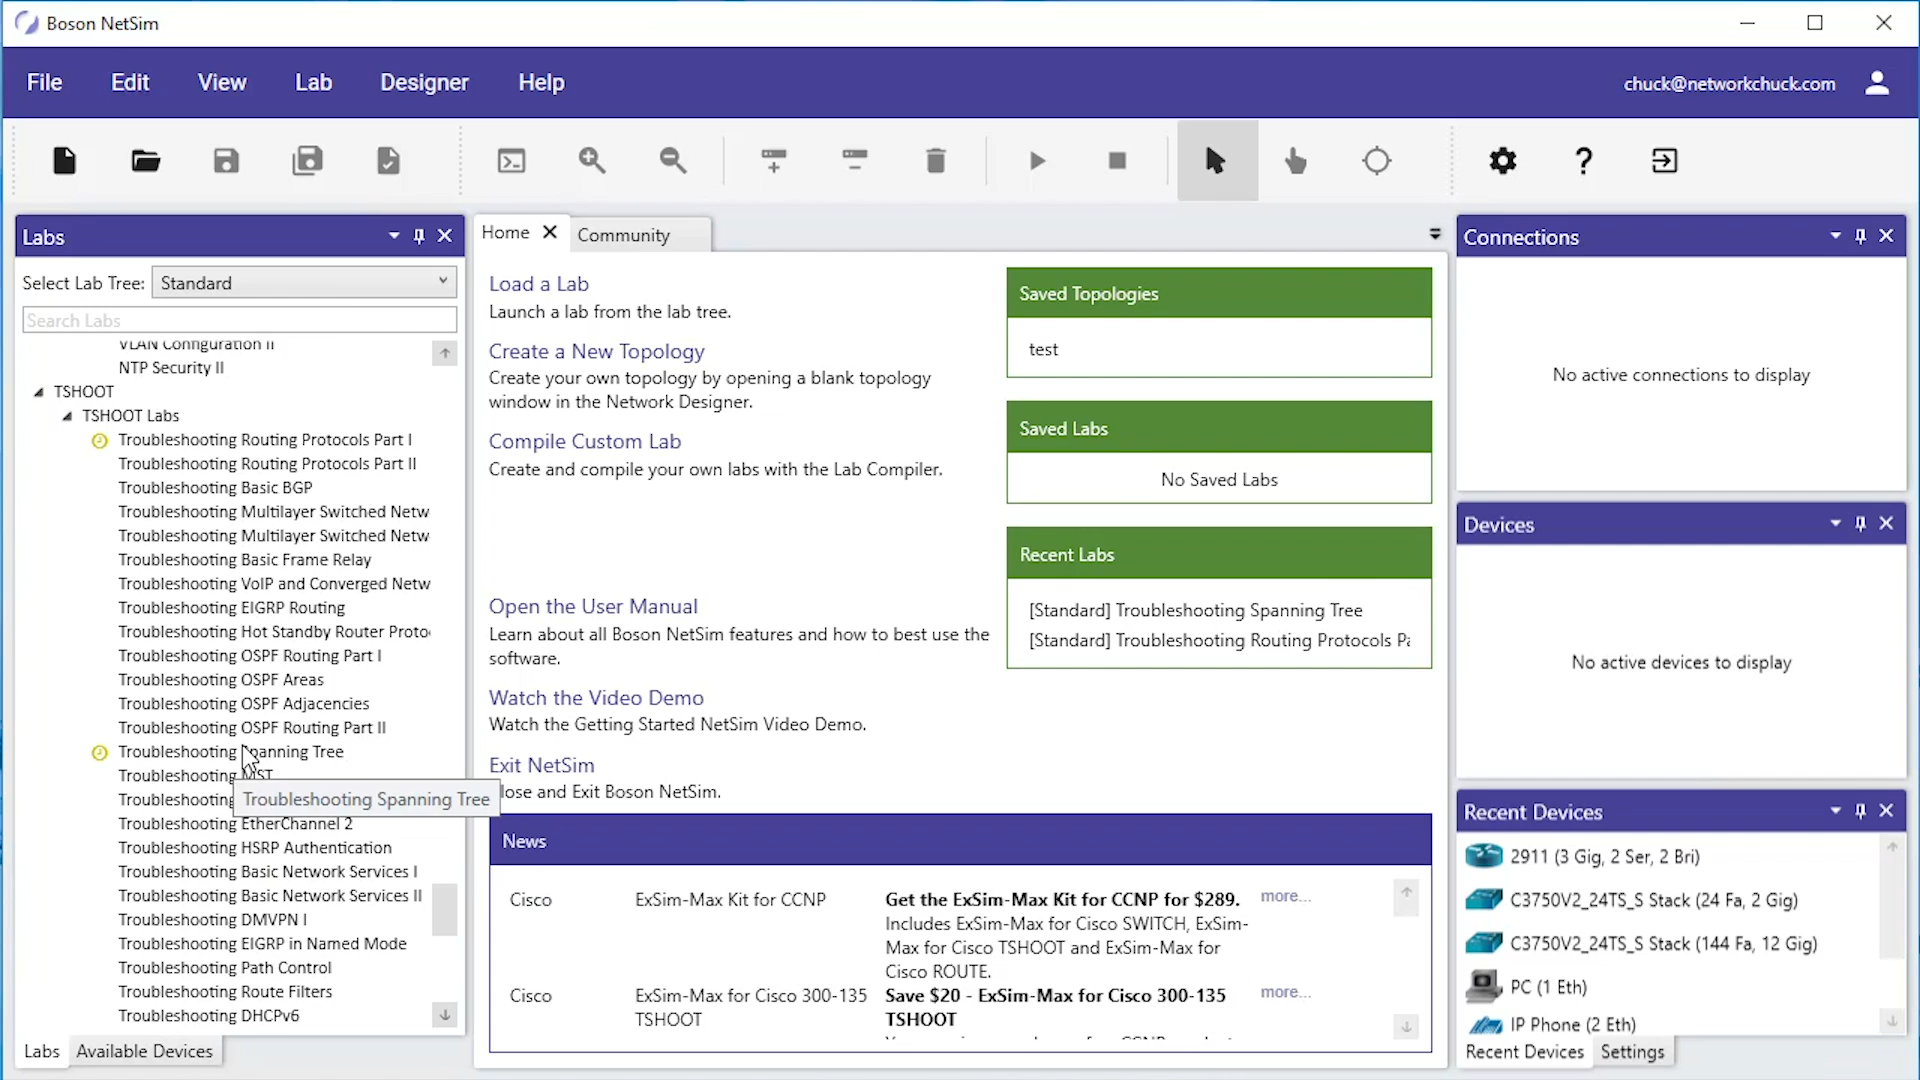 Boson NetSim
File Edit View Lab Designer Help
chuck@networkchuck.com
Labs
Select Lab Tree: Standard
Search Labs
VLAN Configuration II
NTP Security II
TSHOOT
TSHOOT Labs
Troubleshooting Routing Protocols Part I
Troubleshooting Routing Protocols Part II
Troubleshooting Basic BGP
Troubleshooting Multilayer Switched Netw
Troubleshooting Multilayer Switched Netw
Troubleshooting Basic Frame Relay
Troubleshooting VoIP and Converged Netw
Troubleshooting EIGRP Routing
Troubleshooting Hot Standby Router Proto
Troubleshooting OSPF Routing Part I
Troubleshooting OSPF Areas
Troubleshooting OSPF Adjacencies
Troubleshooting OSPF Routing Part II
Troubleshooting Spanning Tree
Troubleshooting MST
Troubleshooting
Troubleshooting Spanning Tree
Troubleshooting EtherChannel 2
Troubleshooting HSRP Authentication
Troubleshooting Basic Network Services I
Troubleshooting Basic Network Services II
Troubleshooting DMVPN I
Troubleshooting EIGRP in Named Mode
Troubleshooting Path Control
Troubleshooting Route Filters
Troubleshooting DHCPv6
Labs Available Devices
Home Community
Load a Lab
Launch a lab from the lab tree.
Create a New Topology
Create your own topology by opening a blank topology
window in the Network Designer.
Compile Custom Lab
Create and compile your own labs with the Lab Compiler.
Open the User Manual
Learn about all Boson NetSim features and how to best use the
software.
Watch the Video Demo
Watch the Getting Started NetSim Video Demo.
Exit NetSim
lose and Exit Boson NetSim.
Saved Topologies
test
Saved Labs
No Saved Labs
Recent Labs
[Standard] Troubleshooting Spanning Tree
[Standard] Troubleshooting Routing Protocols Pa
News
Cisco ExSim-Max Kit for CCNP Get the ExSim-Max Kit for CCNP for $289. more...
Includes ExSim-Max for Cisco SWITCH, ExSim-
Max for Cisco TSHOOT and ExSim-Max for
Cisco ROUTE.
Cisco ExSim-Max for Cisco 300-135 Save $20 - ExSim-Max for Cisco 300-135 more...
TSHOOT TSHOOT
Connections
No active connections to display
Devices
No active devices to display
Recent Devices
2911 (3 Gig, 2 Ser, 2 Bri)
C3750V2_24TS_S Stack (24 Fa, 2 Gig)
C3750V2_24TS_S Stack (144 Fa, 12 Gig)
PC (1 Eth)
IP Phone (2 Eth)
Recent Devices Settings